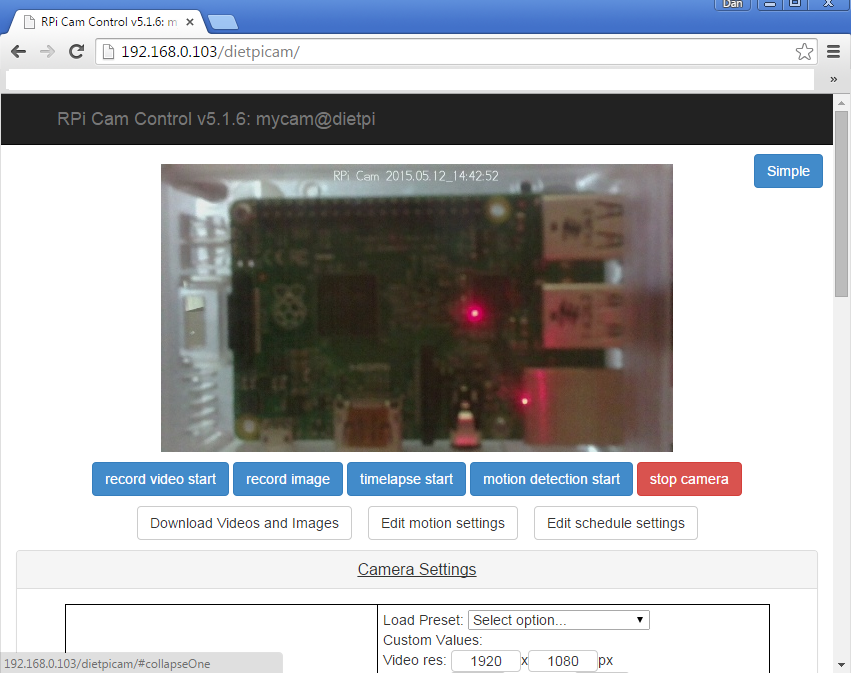 Dan
RPi Cam Control v5.1.6: m
192.168.0.103/dietpicam/
»
RPi Cam Control v5.1.6: mycam@dietpi
Simple
RPi Cam 2015.05.12_14:42:52
HDMI
record video start
record image
timelapse start
motion detection start
stop camera
Download Videos and Images
Edit motion settings
Edit schedule settings
Camera Settings
Load Preset: Select option...
Custom Values:
Video res: 1920 x 1080 px
192.168.0.103/dietpicam/#collapseOne